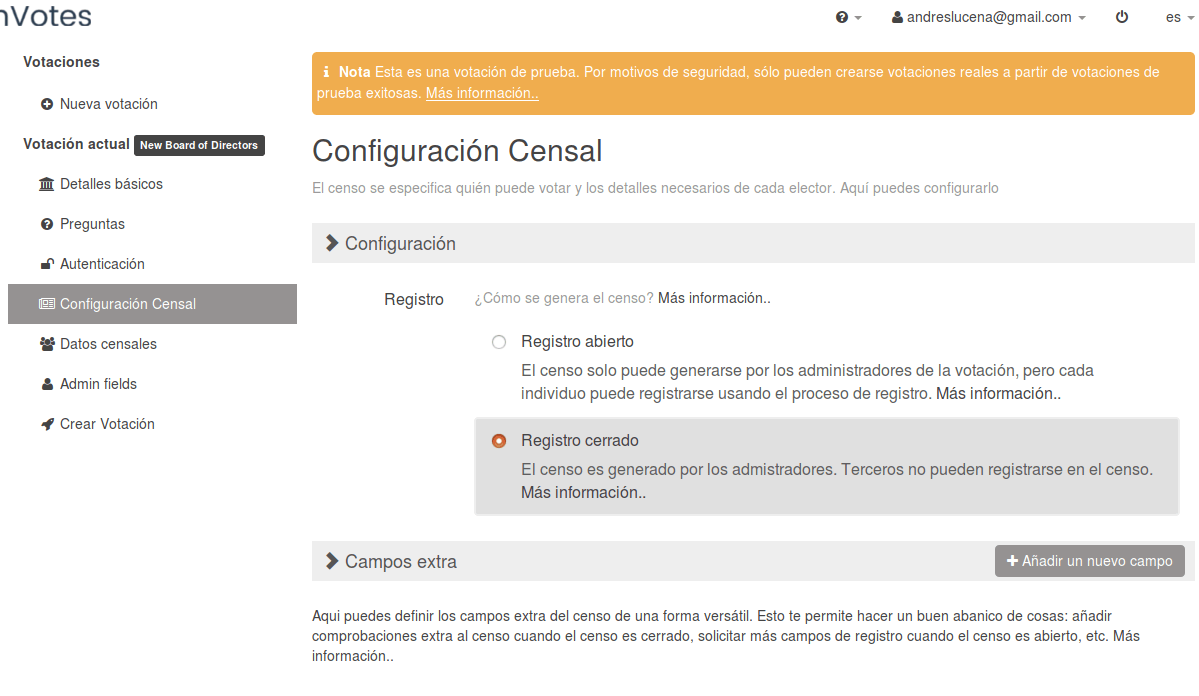 nVotes
andreslucena@gmail.com
es
Votaciones
Nueva votación
Votación actual New Board of Directors
Detalles básicos
Preguntas
Autenticación
Configuración Censal
Datos censales
Admin fields
Crear Votación
Nota Esta es una votación de prueba. Por motivos de seguridad, sólo pueden crearse votaciones reales a partir de votaciones de
prueba exitosas. Más información..
Configuración Censal
El censo se especifica quién puede votar y los detalles necesarios de cada elector. Aquí puedes configurarlo
Configuración
Registro ¿Cómo se genera el censo? Más información..
Registro abierto
El censo solo puede generarse por los administradores de la votación, pero cada
individuo puede registrarse usando el proceso de registro. Más información..
Registro cerrado
El censo es generado por los admistradores. Terceros no pueden registrarse en el censo.
Más información..
Campos extra
Añadir un nuevo campo
Aqui puedes definir los campos extra del censo de una forma versátil. Esto te permite hacer un buen abanico de cosas: añadir
comprobaciones extra al censo cuando el censo es cerrado, solicitar más campos de registro cuando el censo es abierto, etc. Más
información..